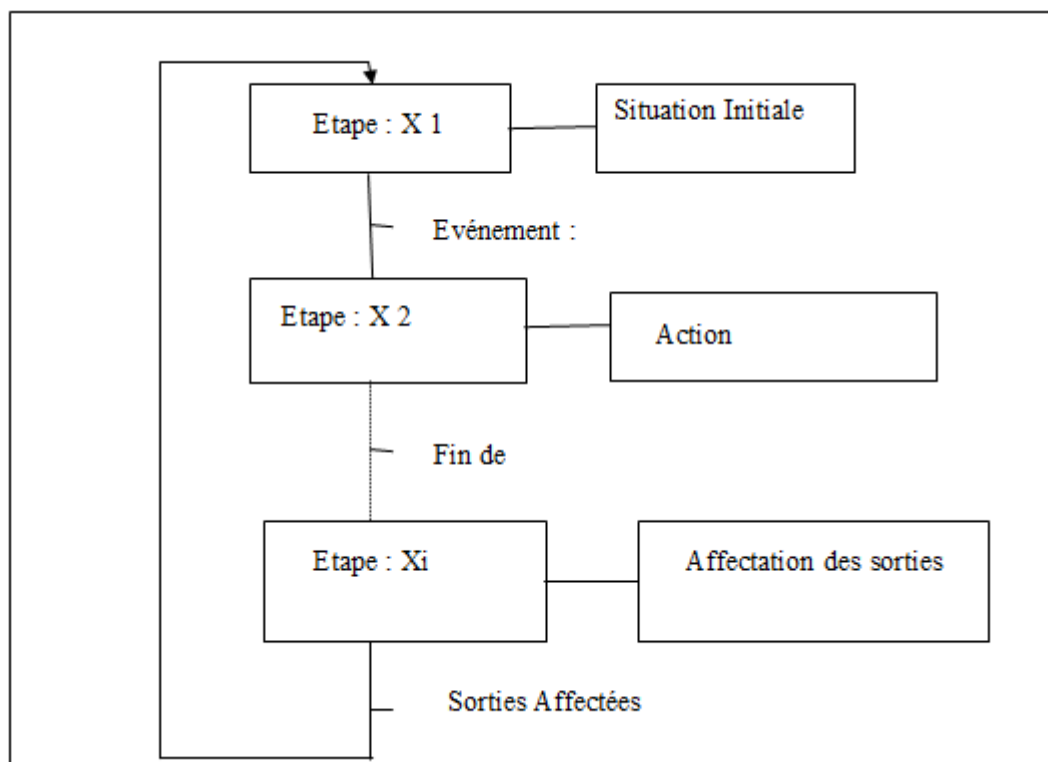 Etape : X 1
Situation Initiale
Evénement :
Etape : X 2
Action
Fin de
Etape : Xi
Affectation des sorties
Sorties Affectées